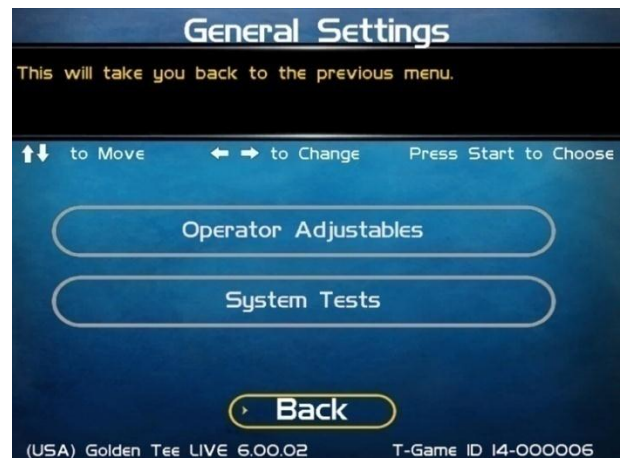 General Settings
This will take you back to the previous menu.
to Move to Change Press Start to Choose
Operator Adjustables
System Tests
Back
(USA) Golden Tee LIVE 6.00.02 T-Game ID 14-000006